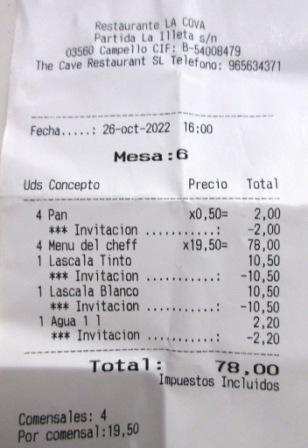 Restaurante LA COVA
Partida La Illeta s/n
03560 Campello CIF: B-54008479
The Cave Restaurant SL Telefono: 965634371
Fecha.....: 26-oct-2022 16:00
Mesa:6
Uds Concepto Precio Total
4 Pan x0,50= 2,00
*** Invitacion ..........: -2,00
4 Menu del cheff x19,50= 78,00
1 Lascala Tinto 10,50
*** Invitacion ..........: -10,50
1 Lascala Blanco 10,50
*** Invitacion ..........: -10,50
1 Agua 1 l 2,20
*** Invitacion ..........: -2,20
Total: 78,00
Impuestos Incluidos
Comensales: 4
Por comensal:19,50